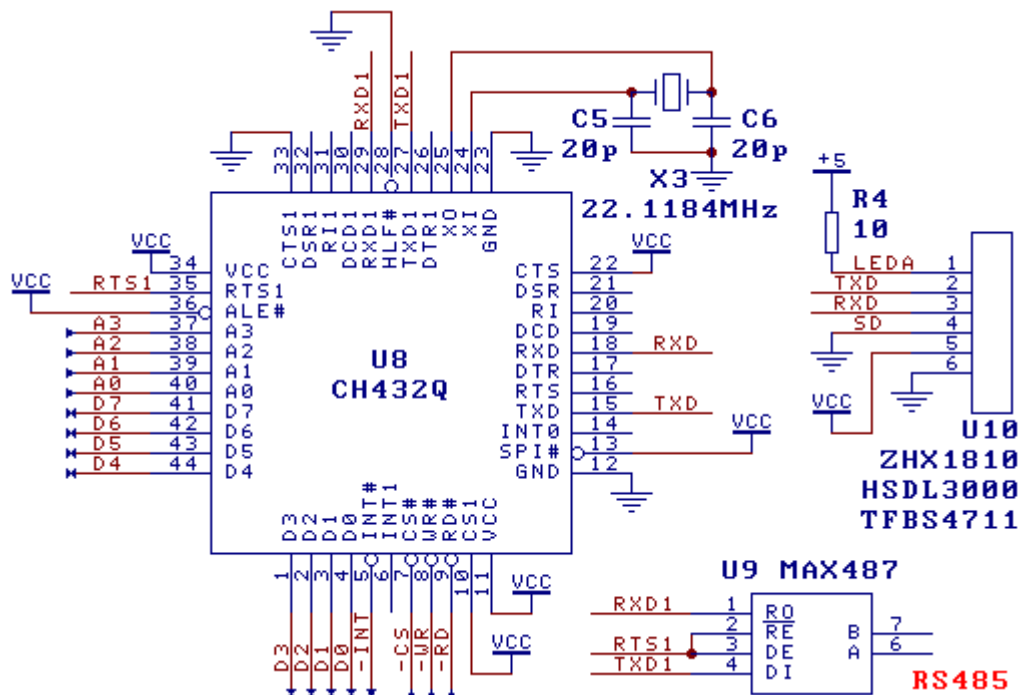 RXD1
TXD1
C5
20p
C6
20p
X3
22.1184MHz
+5
R4
10
33
32
31
30
29
28
27
26
25
24
23
CTS1
DSR1
RI1
DCD1
RXD1
HLF#
TXD1
DTR1
XO
XI
GND
VCC
34 VCC
RTS1 35 RTS1
VCC
36 ALE#
A3 37 A3
A2 38 A2
A1 39 A1
A0 40 A0
D7 41 D7
D6 42 D6
D5 43 D5
D4 44 D4
U8
CH432Q
CTS 22 VCC
DSR 21
RI 20
DCD 19
RXD 18 RXD
DTR 17
RTS 16
TXD 15 TXD
INT0 14
SPI# 13 VCC
GND 12
D3
D2
D1
D0
INT#
INT1
CS#
WR#
RD#
CS1
VCC
1
2
3
4
5
6
7
8
9
10
11
D3
D2
D1
D0
-INT
-CS
-WR
-RD
VCC
VCC
LEDA 1
TXD 2
RXD 3
SD 4
5
6
VCC
U10
ZHX1810
HSDL3000
TFBS4711
U9 MAX487
RXD1 1 RO
2 RE
RTS1 3 DE
TXD1 4 DI
B 7
A 6
RS485